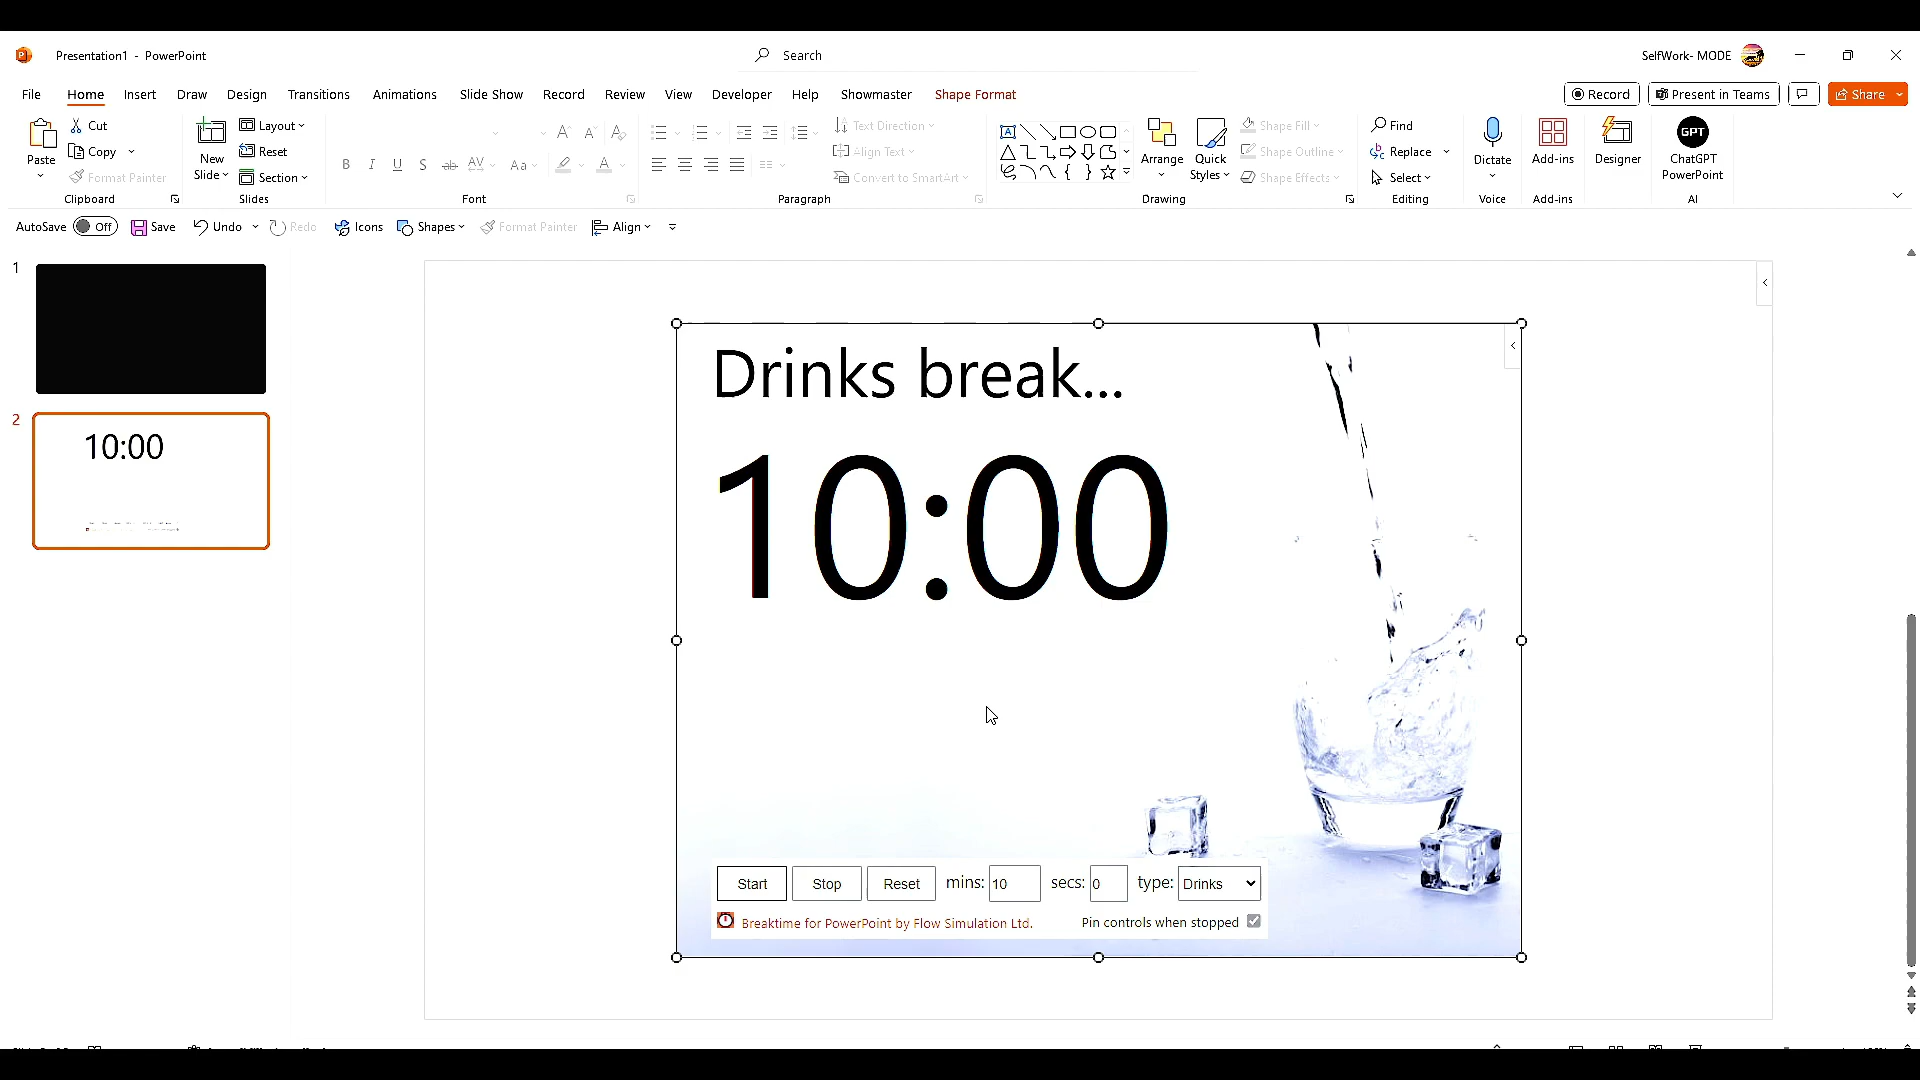 Presentation1 - PowerPoint
Search
SelfWork- MODE
File Home Insert Draw Design Transitions Animations Slide Show Record Review View Developer Help Showmaster Shape Format
Record
Present in Teams
Share
Paste
Cut
Copy
Format Painter
Clipboard
New
Slide
Layout
Reset
Section
Slides
B I U S ab AV Aa A
A A A
Font
Text Direction
Align Text
Convert to SmartArt
Paragraph
Arrange
Quick
Styles
Shape Fill
Shape Outline
Shape Effects
Drawing
Find
Replace
Select
Editing
Dictate
Voice
Add-ins
Add-ins
Designer
GPT
ChatGPT
PowerPoint
AI
AutoSave Off Save Undo Redo Icons Shapes Format Painter Align
1
2
10:00
Drinks break...
10:00
Start Stop Reset mins: 10 secs: 0 type: Drinks
Breaktime for PowerPoint by Flow Simulation Ltd. Pin controls when stopped